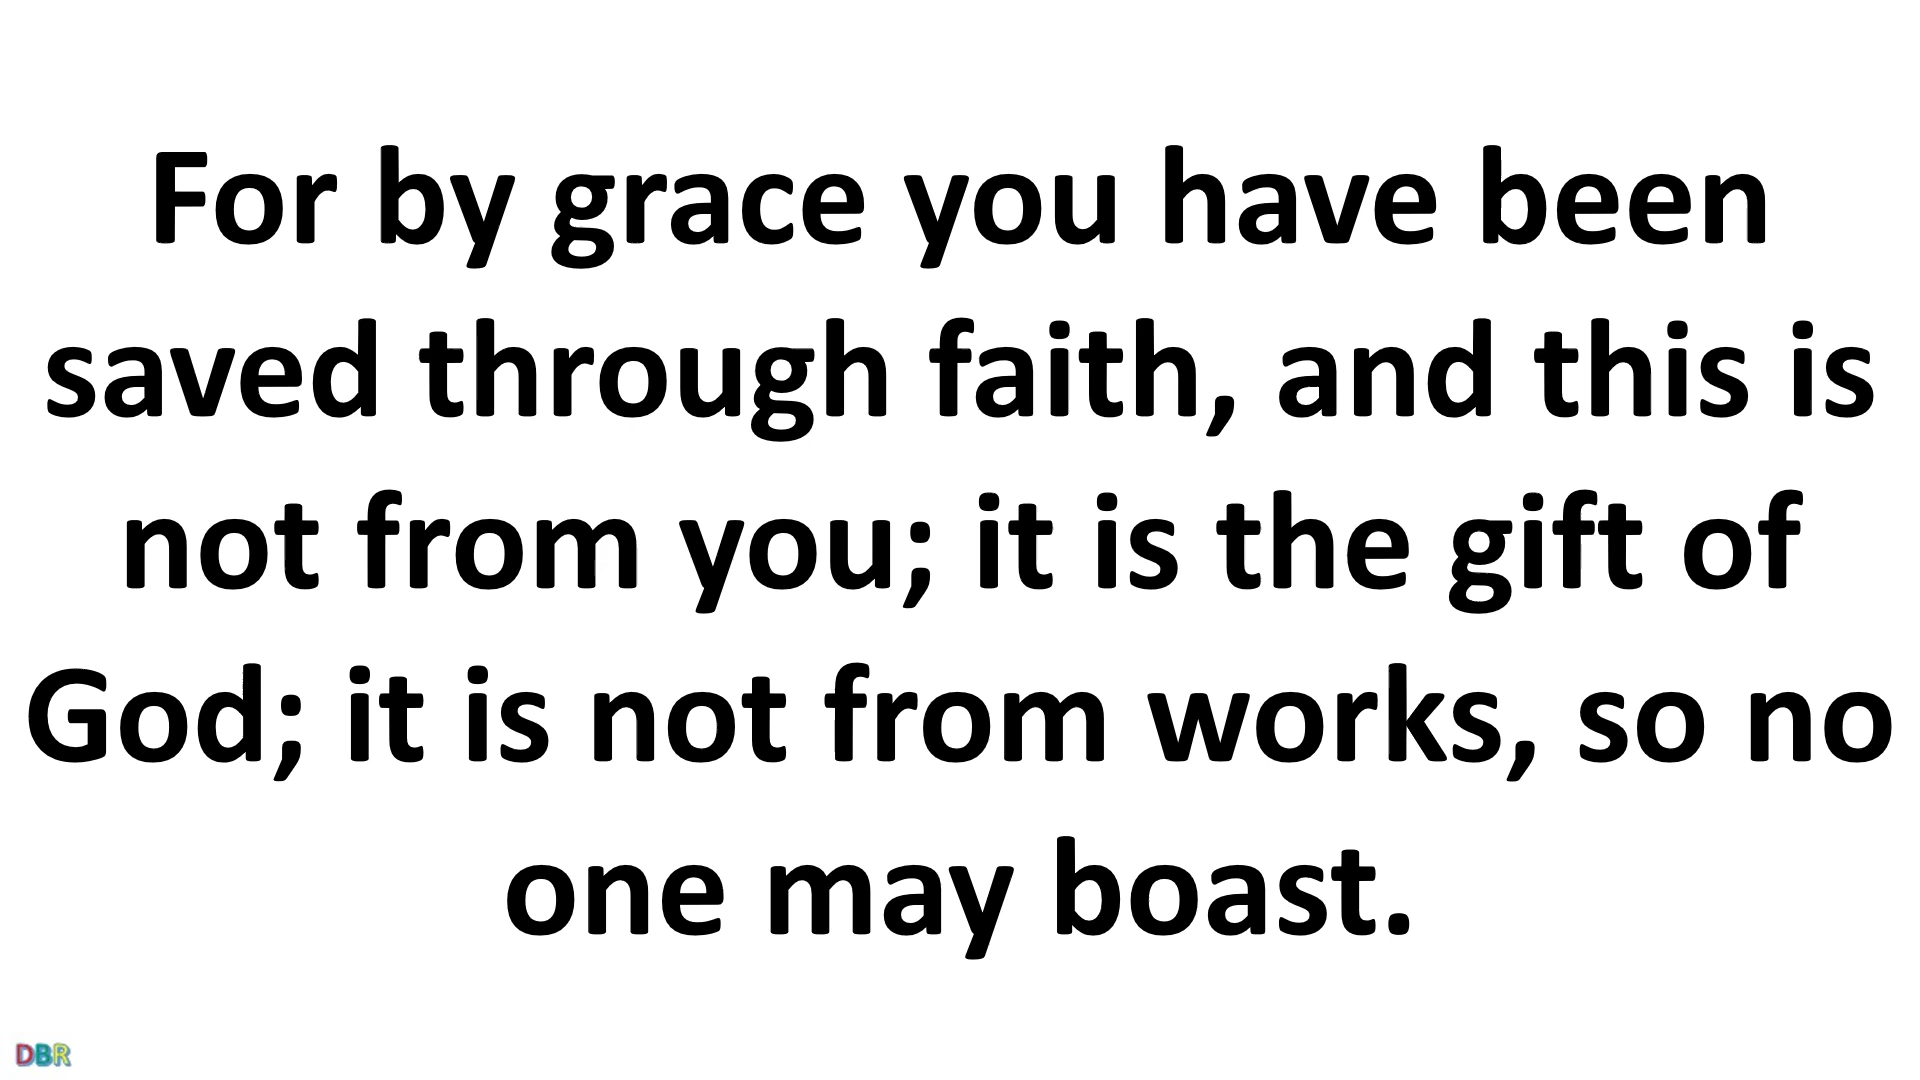 For by grace you have been
saved through faith, and this is
not from you; it is the gift of
God; it is not from works, so no
one may boast.
DBR